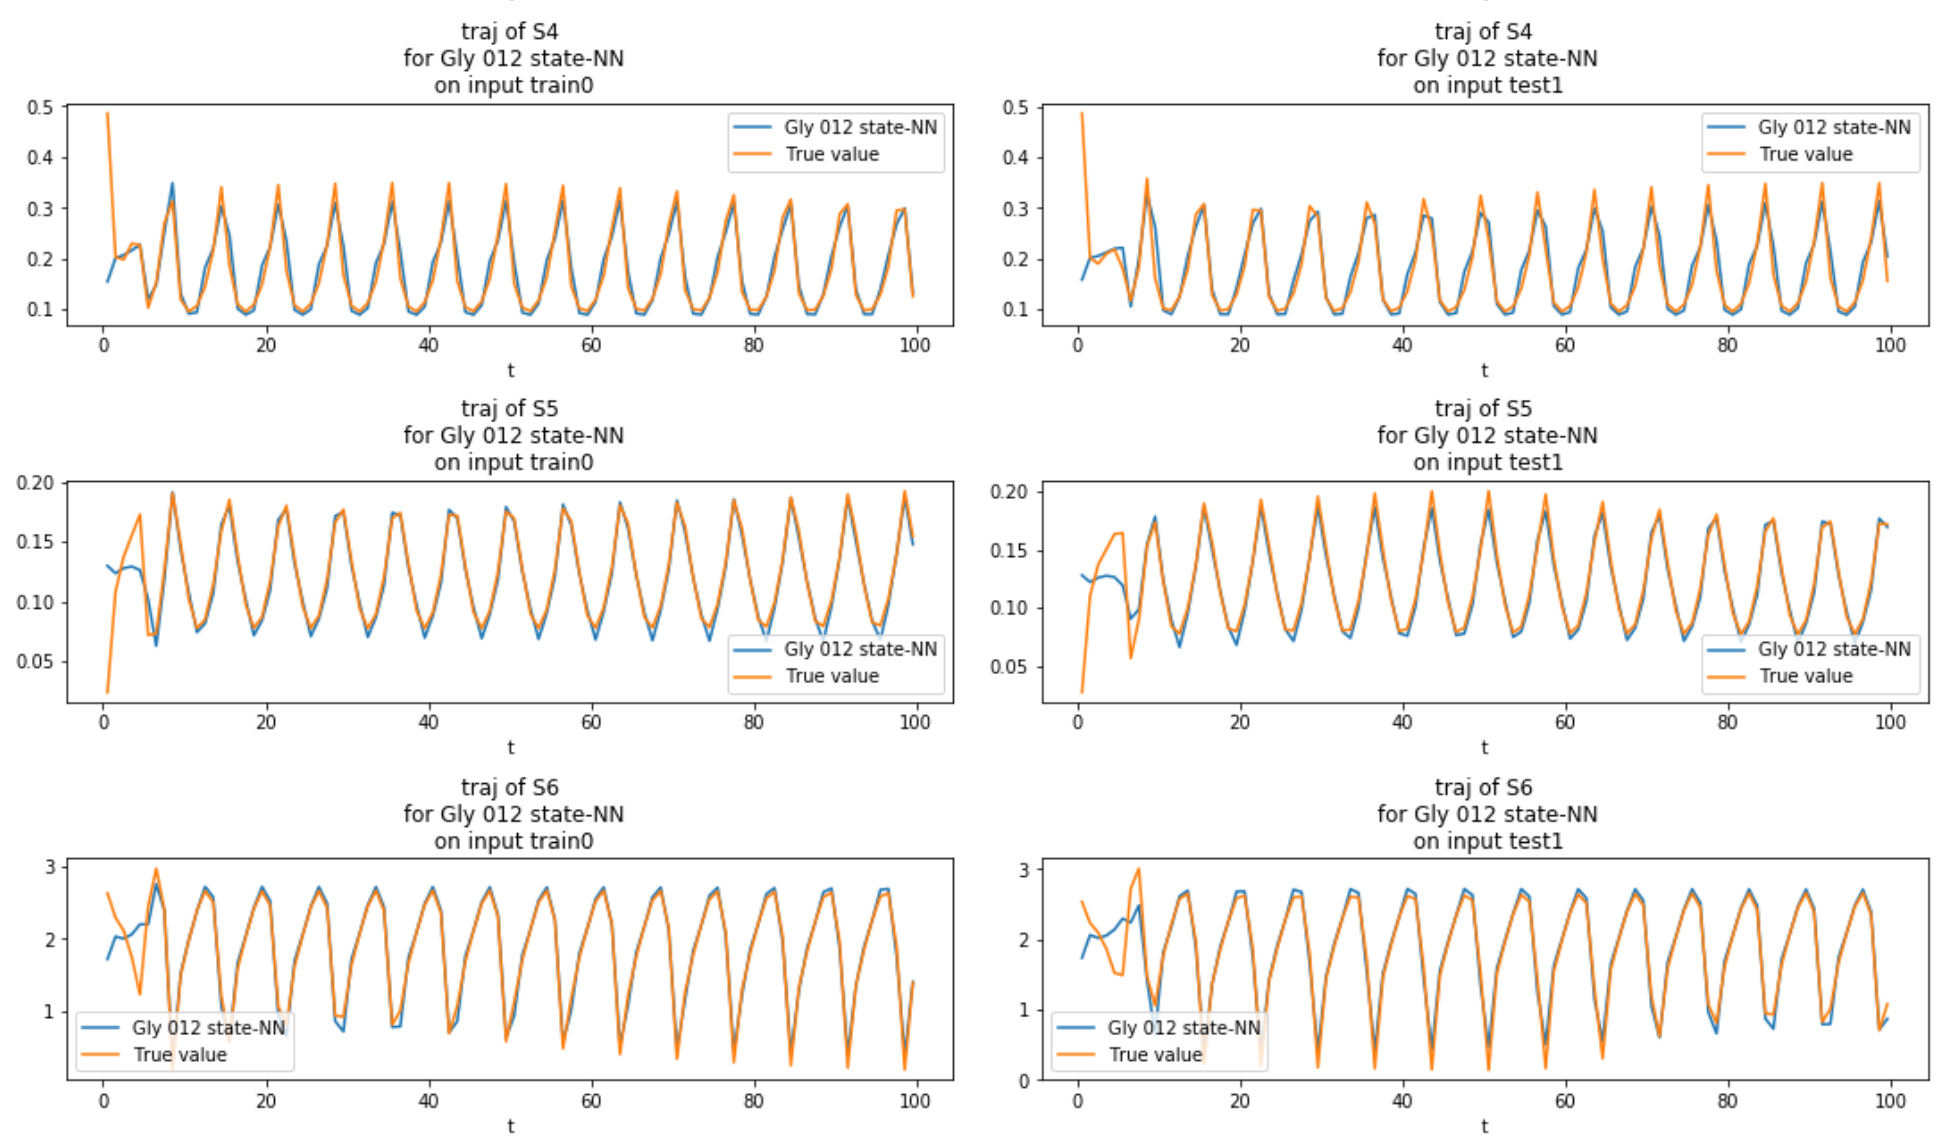 traj of S4
for Gly 012 state-NN
on input train0
0.5
0.4
0.3
0.2
0.1
Gly 012 state-NN
True value
0 20 40 60 80 100
t
traj of S4
for Gly 012 state-NN
on input test1
0.5
0.4
0.3
0.2
0.1
Gly 012 state-NN
True value
0 20 40 60 80 100
t
traj of S5
for Gly 012 state-NN
on input train0
0.20
0.15
0.10
0.05
Gly 012 state-NN
True value
0 20 40 60 80 100
t
traj of S5
for Gly 012 state-NN
on input test1
0.20
0.15
0.10
0.05
Gly 012 state-NN
True value
0 20 40 60 80 100
t
traj of S6
for Gly 012 state-NN
on input train0
3
2
1
Gly 012 state-NN
True value
0 20 40 60 80 100
t
traj of S6
for Gly 012 state-NN
on input test1
3
2
1
0
Gly 012 state-NN
True value
0 20 40 60 80 100
t